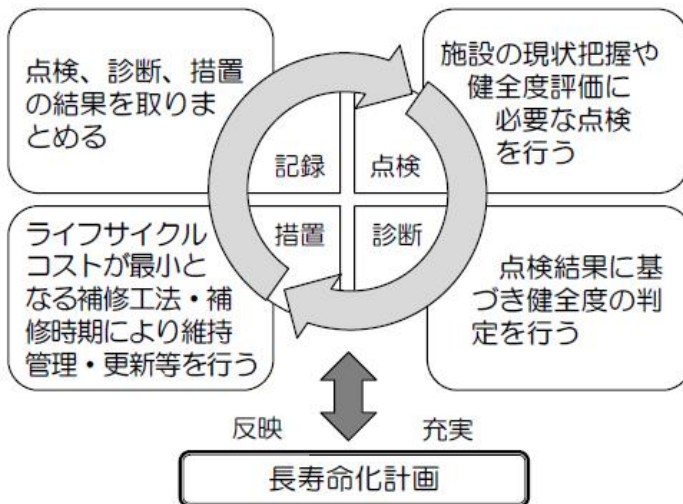 点検、診断、措置
の結果を取りま
とめる
施設の現状把握や
健全度評価に
必要な点検
を行う
記録
点検
措置
診断
ライフサイクル
コストが最小と
なる補修工法・補
修時期により維持
管理・更新等を行う
点検結果に基
づき健全度の判
定を行う
反映
充実
長寿命化計画